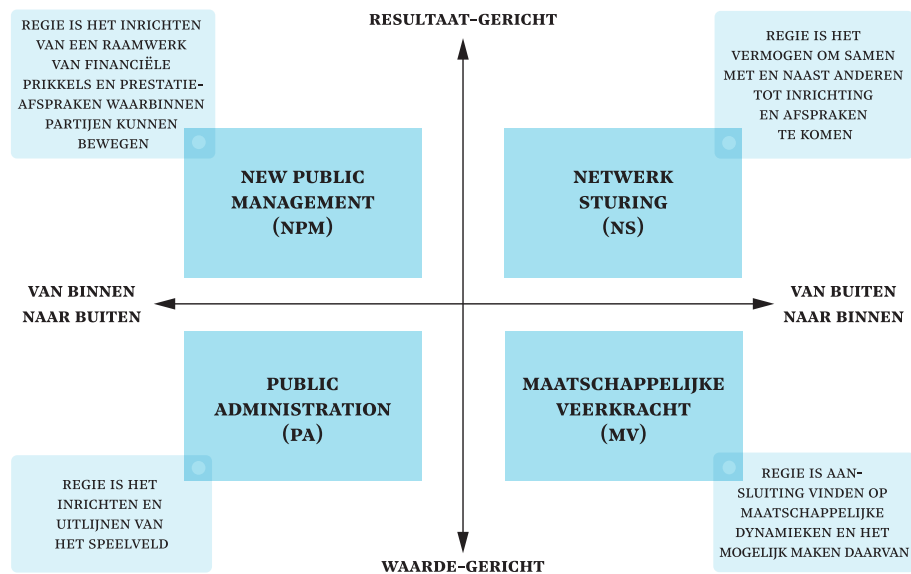 RESULTAAT-GERICHT
REGIE IS HET INRICHTEN
VAN EEN RAAMWERK
VAN FINANCIËLE
PRIKKELS EN PRESTATIE-
AFSPRAKEN WAARBINNEN
PARTIJEN KUNNEN
BEWEGEN
REGIE IS HET
VERMOGEN OM SAMEN
MET EN NAAST ANDEREN
TOT INRICHTING
EN AFSPRAKEN
TE KOMEN
NEW PUBLIC
MANAGEMENT
(NPM)
NETWERK
STURING
(NS)
VAN BINNEN
NAAR BUITEN
VAN BUITEN
NAAR BINNEN
PUBLIC
ADMINISTRATION
(PA)
MAATSCHAPPELIJKE
VEERKRACHT
(MV)
REGIE IS HET
INRICHTEN EN
UITLIJNEN VAN
HET SPEELVELD
REGIE IS AAN-
SLUITING VINDEN OP
MAATSCHAPPELIJKE
DYNAMIEKEN EN HET
MOGELIJK MAKEN DAARVAN
WAARDE-GERICHT